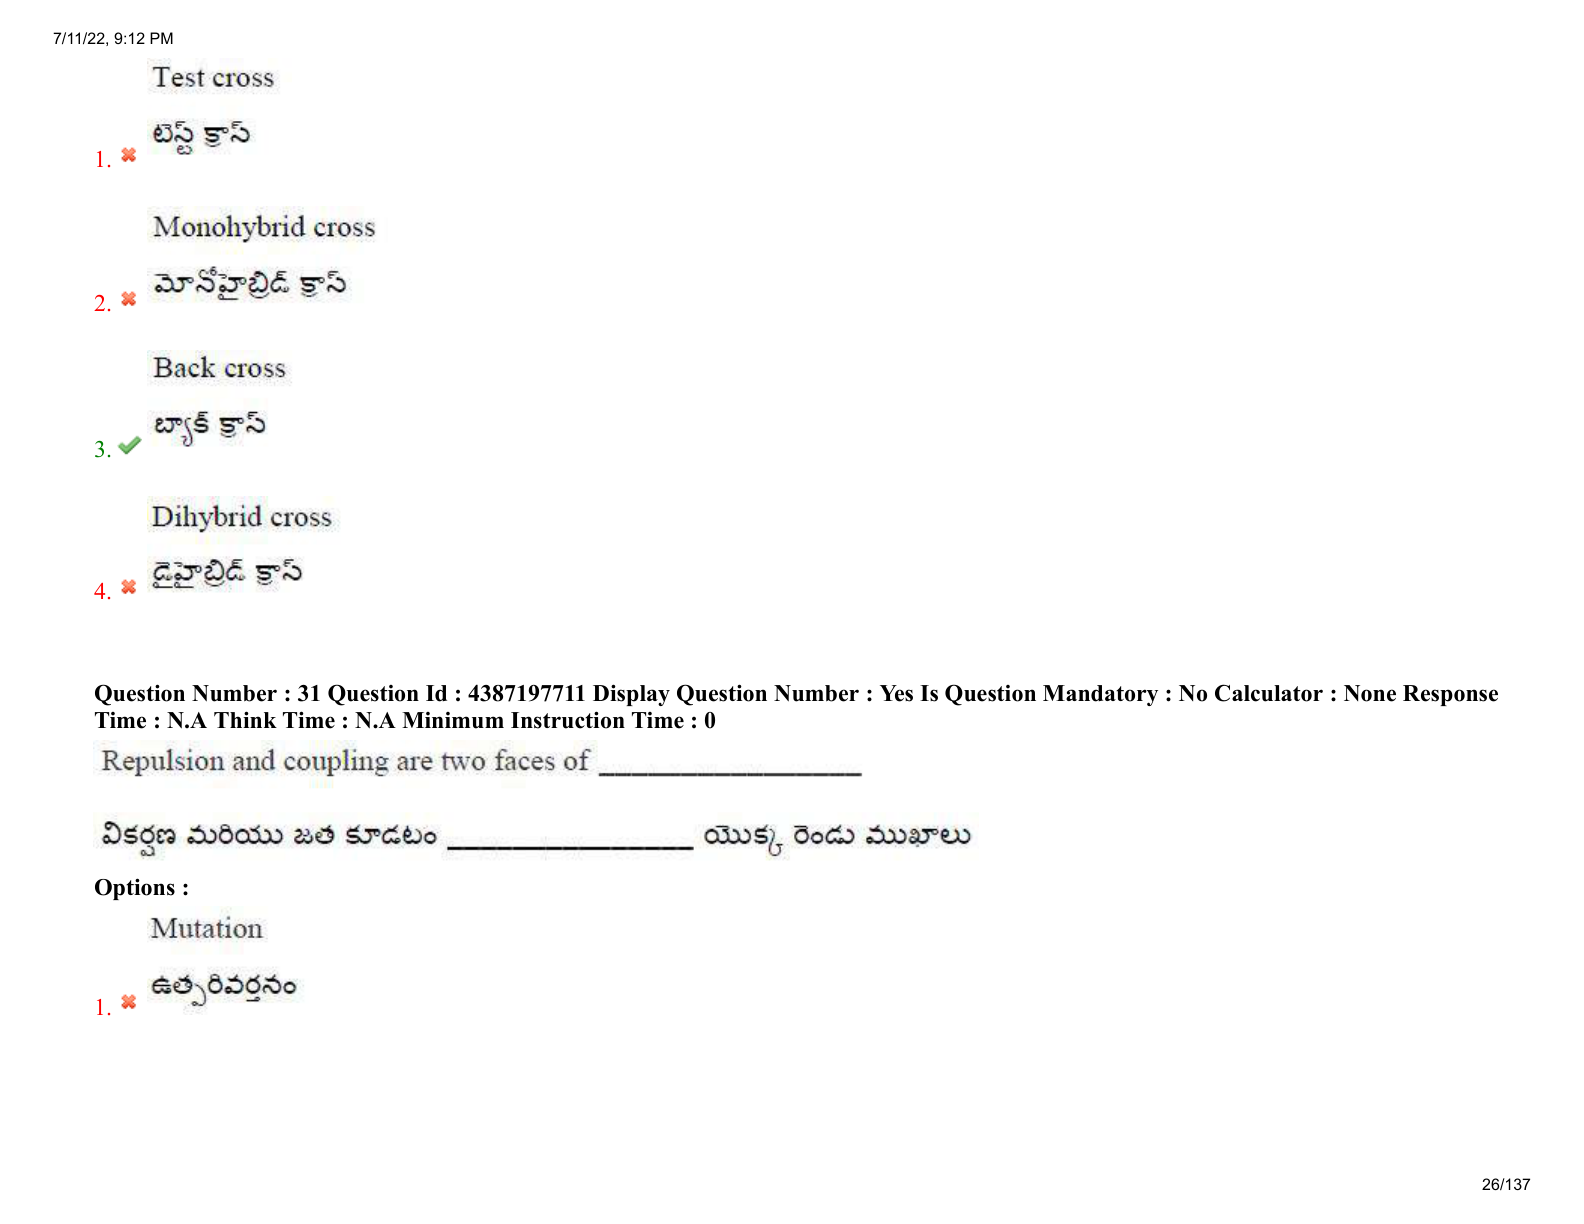 7/11/22, 9:12 PM
Test cross
టెస్ట్ క్రాస్
1.
Monohybrid cross
మోనోహైబ్రిడ్ క్రాస్
2.
Back cross
బ్యాక్ క్రాస్
3.
Dihybrid cross
డైహైబ్రిడ్ క్రాస్
4.
Question Number : 31 Question Id : 4387197711 Display Question Number : Yes Is Question Mandatory : No Calculator : None Response
Time : N.A Think Time : N.A Minimum Instruction Time : 0
Repulsion and coupling are two faces of ________________
వికర్షణ మరియు జత కూడటం _______________ యొక్క రెండు ముఖాలు
Options :
Mutation
ఉత్పరివర్తనం
1.
26/137